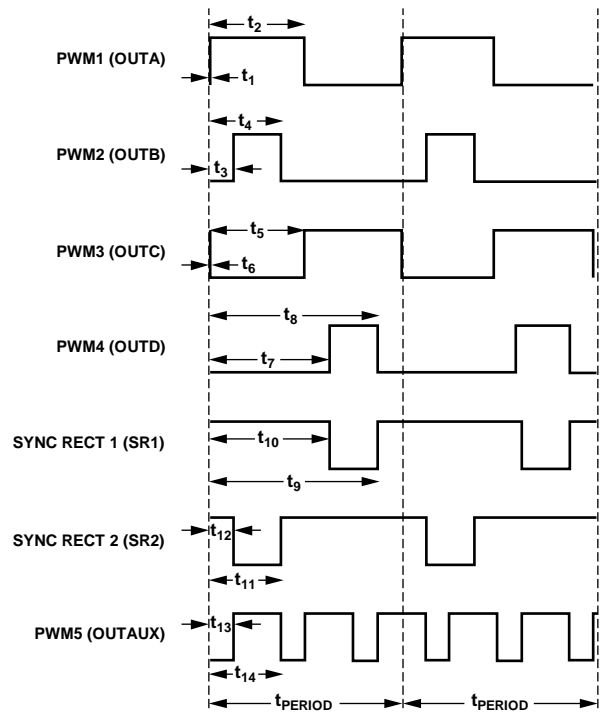 t2
PWM1 (OUTA)
t1
t4
PWM2 (OUTB)
t3
t5
PWM3 (OUTC)
t6
t8
PWM4 (OUTD)
t7
SYNC RECT 1 (SR1)
t10
t9
SYNC RECT 2 (SR2)
t12
t11
PWM5 (OUTAUX)
t13
t14
tPERIOD tPERIOD